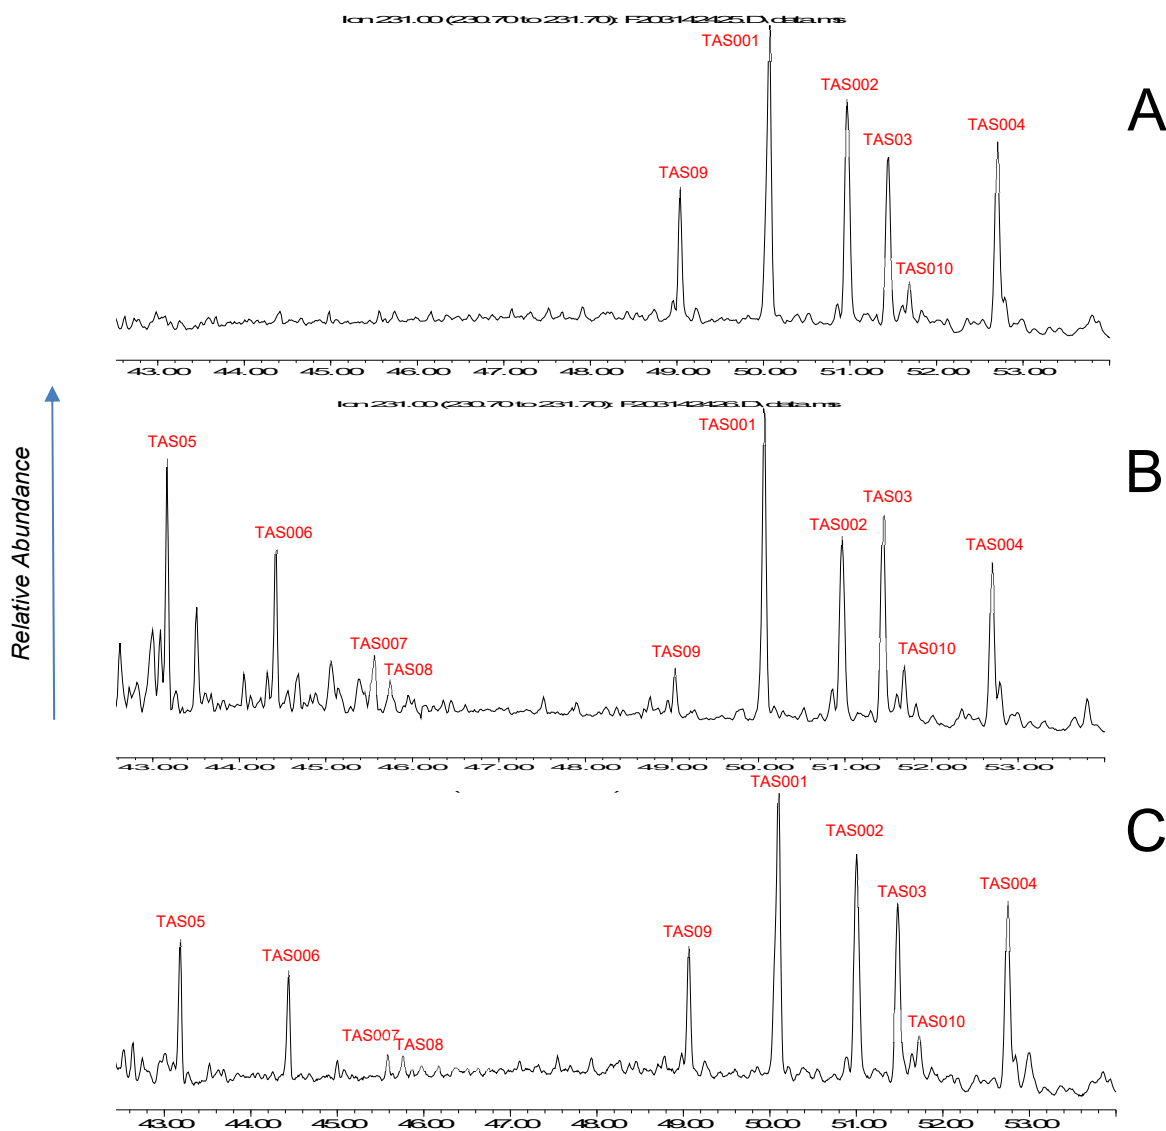 Ion 231.00 (230.70 to 231.70): F203142425.D\data.ms
TAS001
TAS002
A
TAS03
TAS004
TAS09
TAS010
43.00 44.00 45.00 46.00 47.00 48.00 49.00 50.00 51.00 52.00 53.00
Relative Abundance
Ion 231.00 (230.70 to 231.70): F203142426.D\data.ms
TAS001
TAS05
B
TAS03
TAS002
TAS006
TAS004
TAS007
TAS09
TAS010
TAS08
43.00 44.00 45.00 46.00 47.00 48.00 49.00 50.00 51.00 52.00 53.00
TAS001
TAS002
C
TAS03
TAS004
TAS05
TAS09
TAS006
TAS010
TAS007
TAS08
43.00 44.00 45.00 46.00 47.00 48.00 49.00 50.00 51.00 52.00 53.00